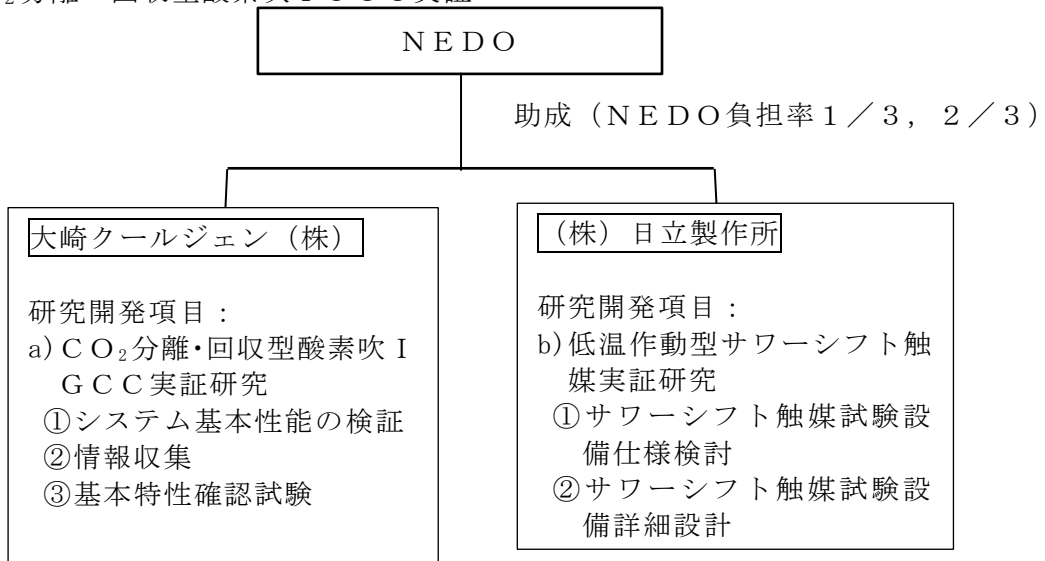 ＮＥＤＯ
助成（ＮＥＤＯ負担率１／３，２／３）
大崎クールジェン（株）
研究開発項目：
a)ＣＯ₂分離・回収型酸素吹Ｉ
ＧＣＣ実証研究
①システム基本性能の検証
②情報収集
③基本特性確認試験
（株）日立製作所
研究開発項目：
b)低温作動型サワーシフト触
媒実証研究
①サワーシフト触媒試験設
備仕様検討
②サワーシフト触媒試験設
備詳細設計